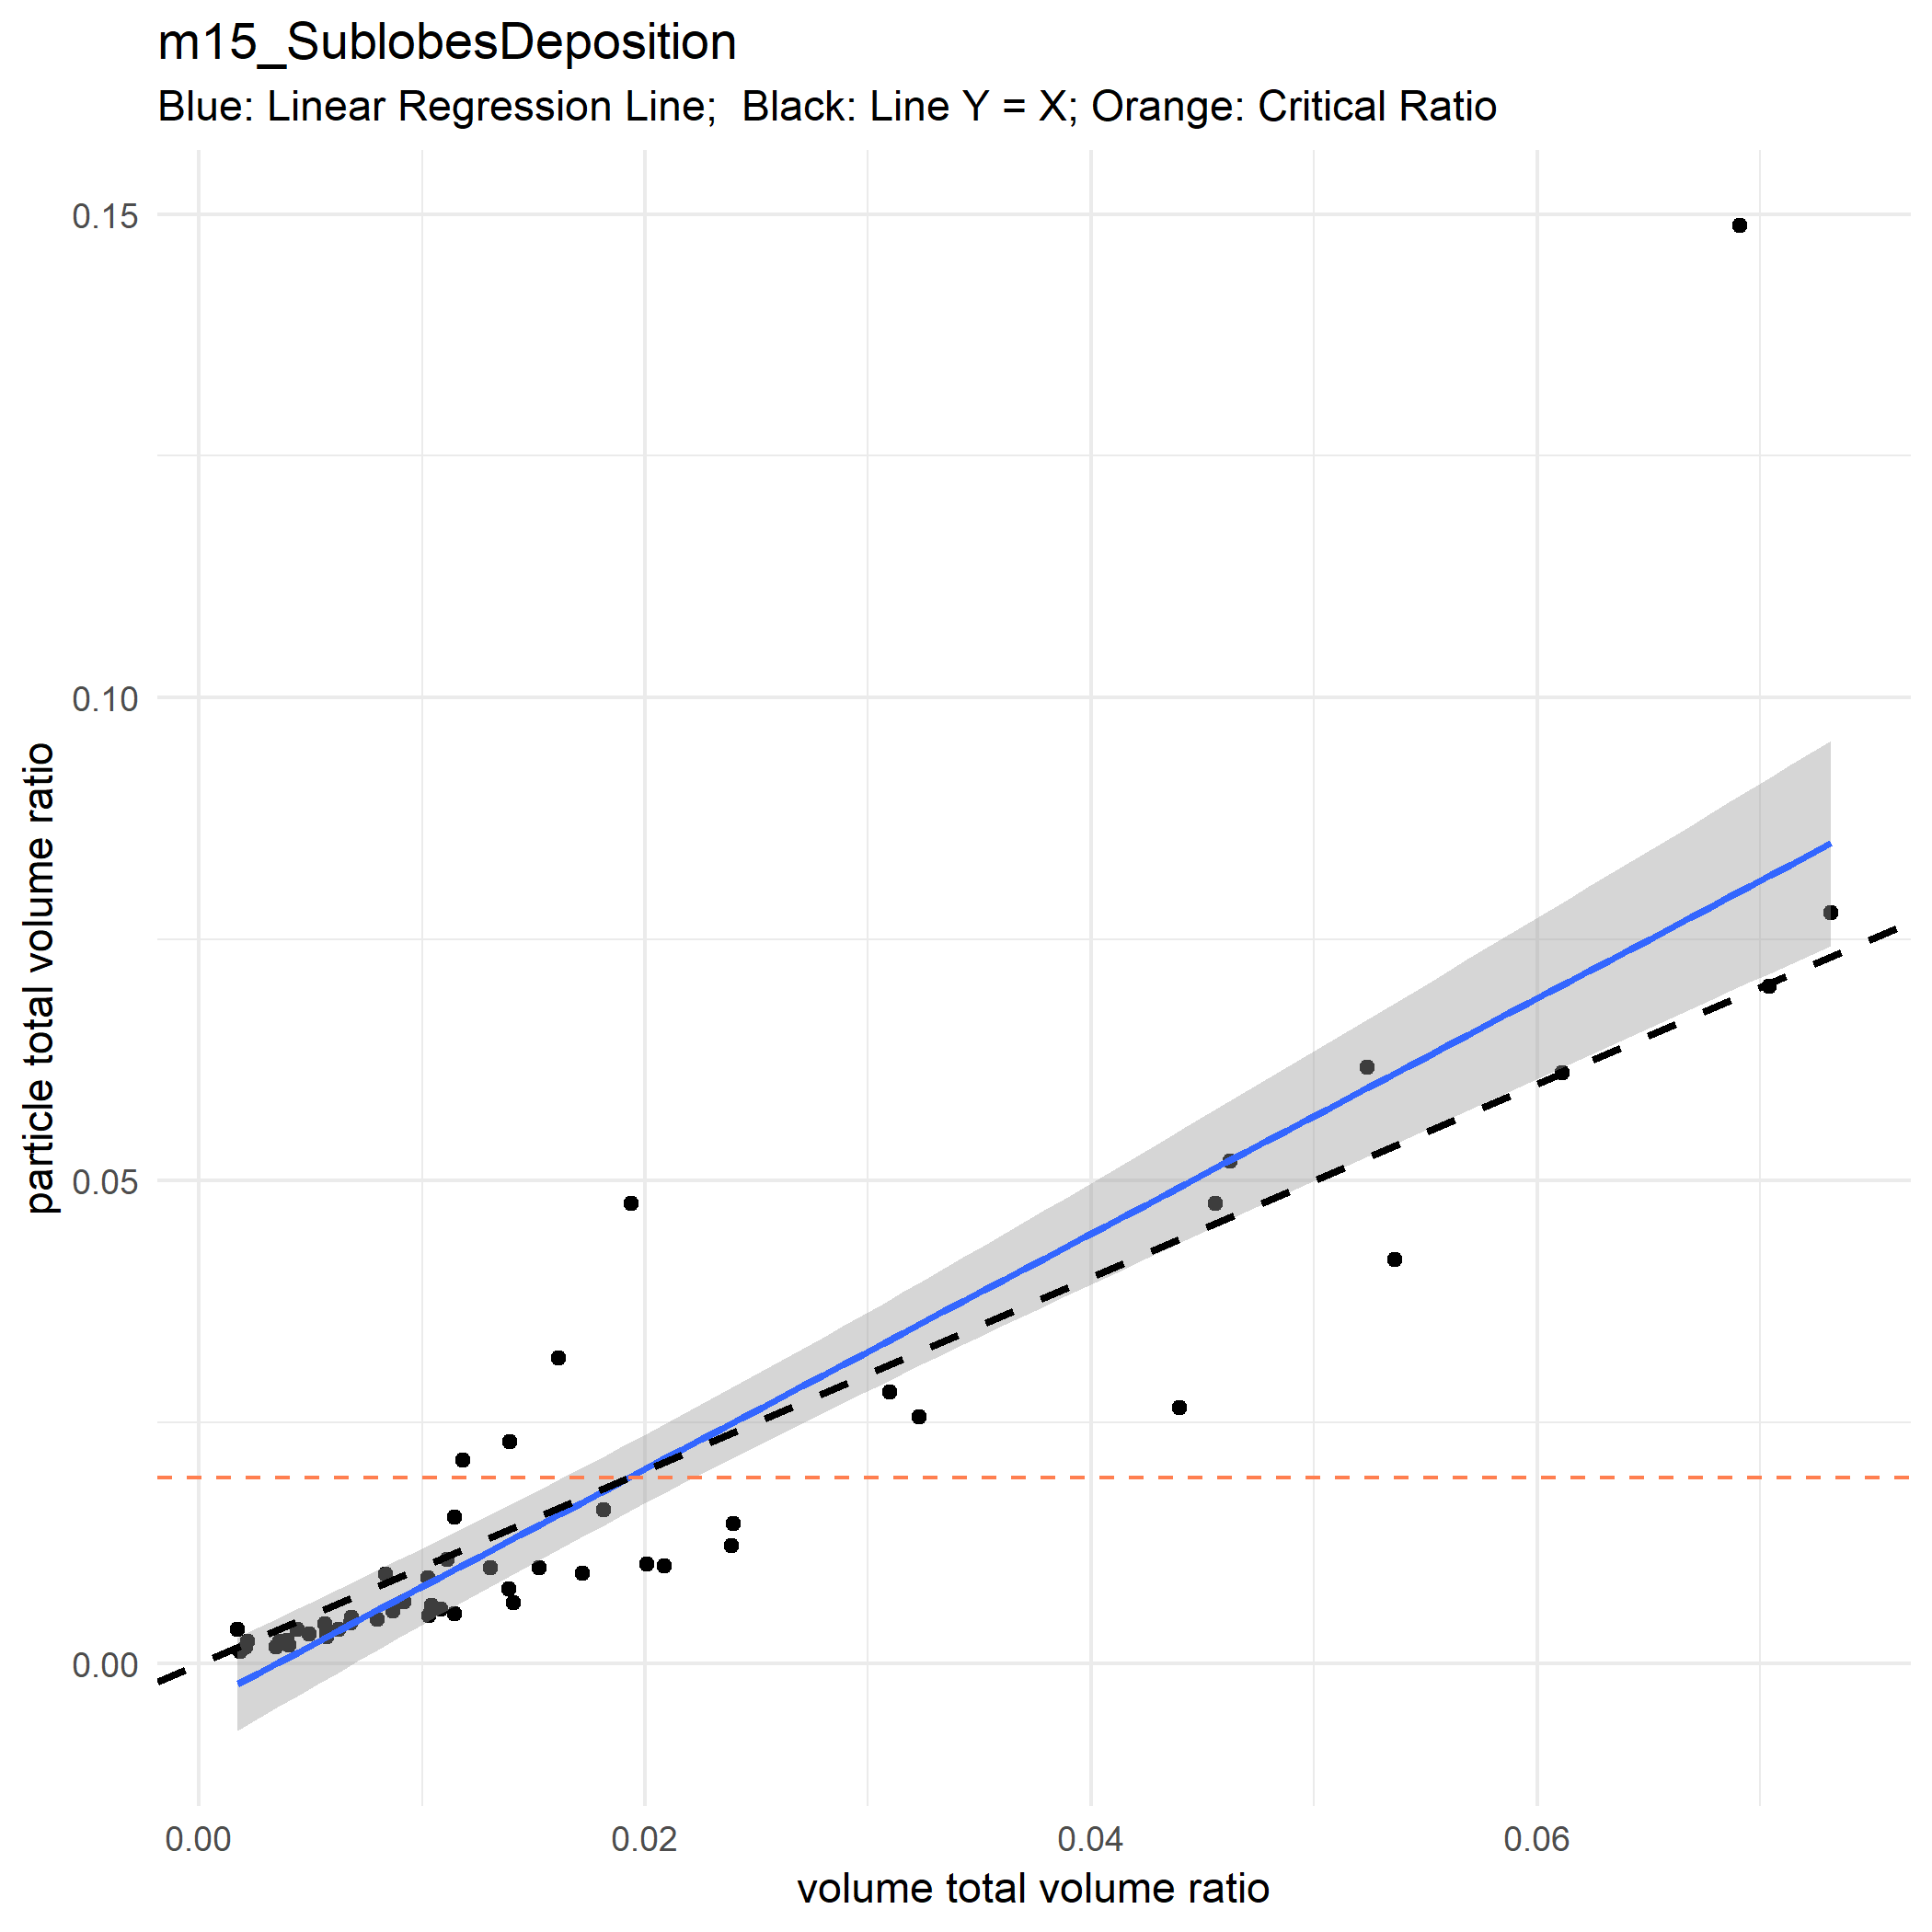 m15_SublobesDeposition
Blue: Linear Regression Line;  Black: Line Y = X; Orange: Critical Ratio
0.15
0.10
0.05
0.00
particle total volume ratio
0.00
0.02
0.04
0.06
volume total volume ratio